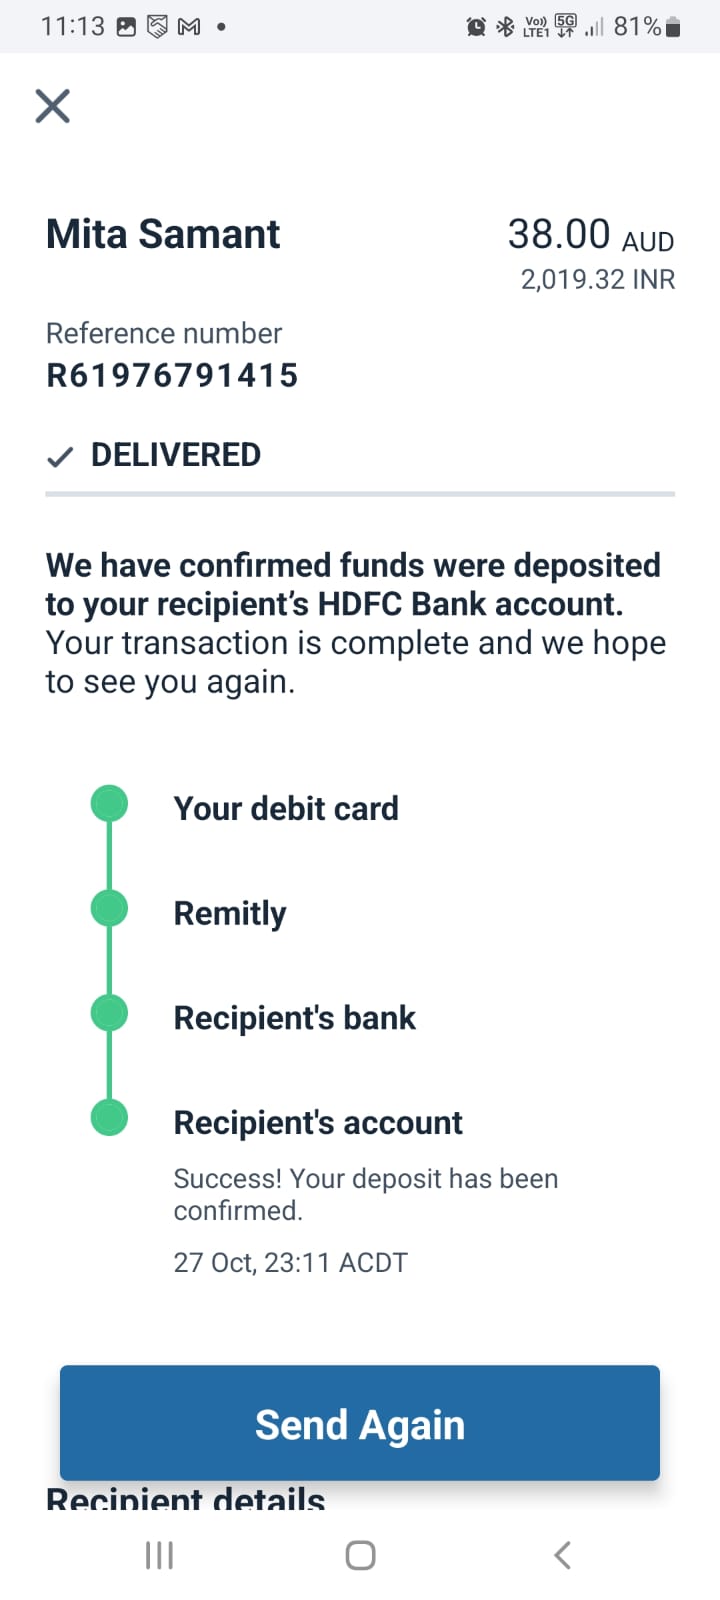 11:13
Vo)) 5G 81%
LTE1
Mita Samant
38.00 AUD
2,019.32 INR
Reference number
R61976791415
DELIVERED
We have confirmed funds were deposited
to your recipient's HDFC Bank account.
Your transaction is complete and we hope
to see you again.
Your debit card
Remitly
Recipient's bank
Recipient's account
Success! Your deposit has been
confirmed.
27 Oct, 23:11 ACDT
Send Again
Recipient details